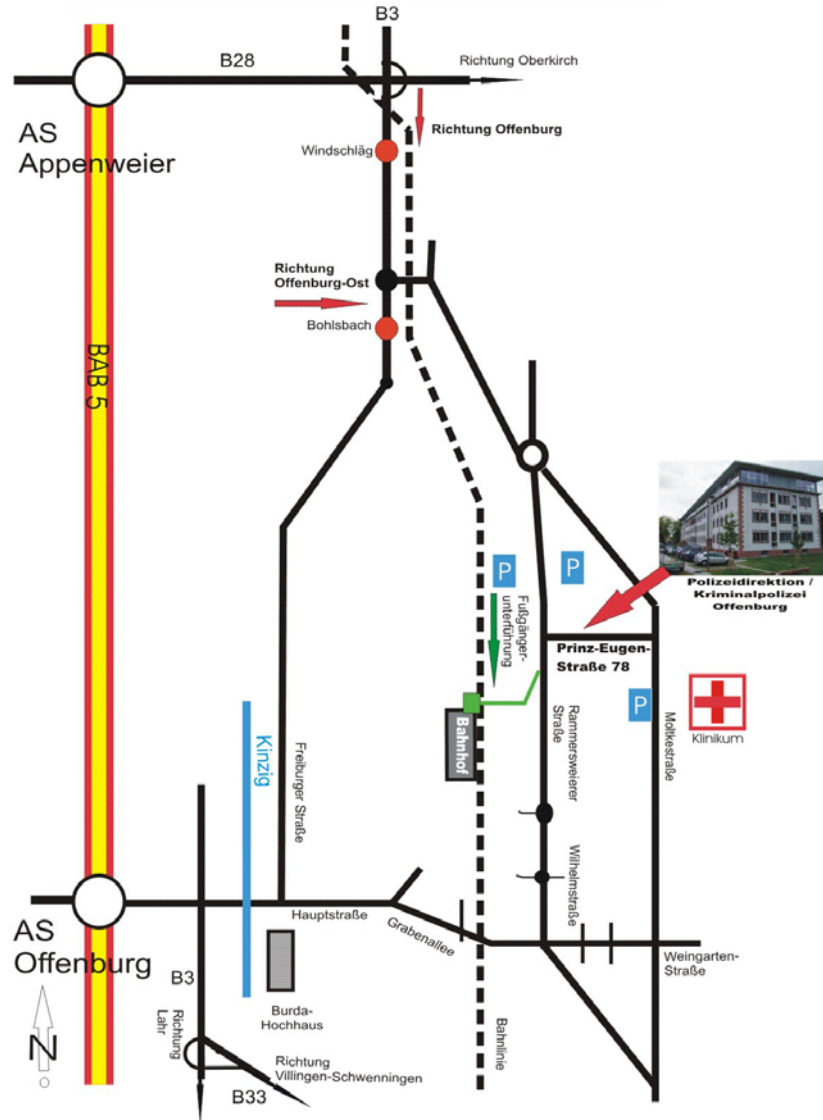 B3
B28
Richtung Oberkirch
AS
Appenweier
Richtung Offenburg
Windschläg
Richtung
Offenburg-Ost
Bohlsbach
BAB 5
P
P
Fußgänger-
unterführung
Polizeidirektion /
Kriminalpolizei
Offenburg
Prinz-Eugen-
Straße 78
P
Klinikum
Kinzig
Freiburger Straße
Bahnhof
Rammersweierer
Straße
Moltkestraße
Wilhelmstraße
Hauptstraße
Grabenallee
Weingarten-
Straße
AS
Offenburg
B3
Burda-
Hochhaus
Richtung
Lahr
Bahnlinie
N
Richtung
Villingen-Schwenningen
B33